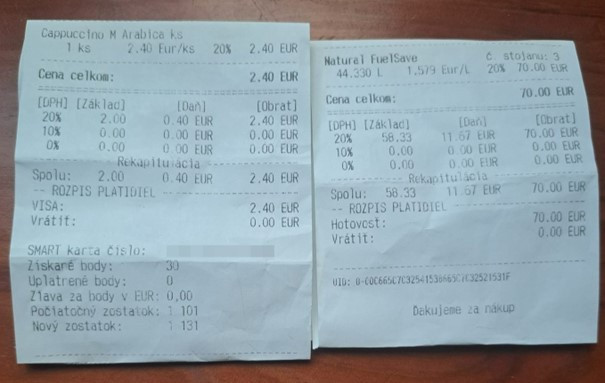 Cappuccino M Arabica ks
1 ks 2.40 Eur/ks 20% 2.40 EUR
Cena celkom: 2.40 EUR
[DPH] [Základ] [Daň] [Obrat]
20% 2.00 0.40 EUR 2.40 EUR
10% 0.00 0.00 EUR 0.00 EUR
0% 0.00 0.00 EUR 0.00 EUR
Rekapitulácia
Spolu: 2.00 0.40 EUR 2.40 EUR
-- ROZPIS PLATIDIEL
VISA: 2.40 EUR
Vrátiť: 0.00 EUR
SMART karta číslo:
Získané body: 30
Uplatnené body: 0
Zľava za body v EUR: 0,00
Počiatočný zostatok: 1 101
Nový zostatok: 1 131
Natural FuelSave č. stojanu: 3
44.330 L 1,579 Eur/L 20% 70.00 EUR
Cena celkom: 70.00 EUR
[DPH] [Základ] [Daň] [Obrat]
20% 58.33 11.67 EUR 70.00 EUR
10% 0.00 0.00 EUR 0.00 EUR
0% 0.00 0.00 EUR 0.00 EUR
Rekapitulácia
Spolu: 58.33 11.67 EUR 70.00 EUR
-- ROZPIS PLATIDIEL
Hotovosť: 70.00 EUR
Vrátiť: 0.00 EUR
UID:
Ďakujeme za nákup